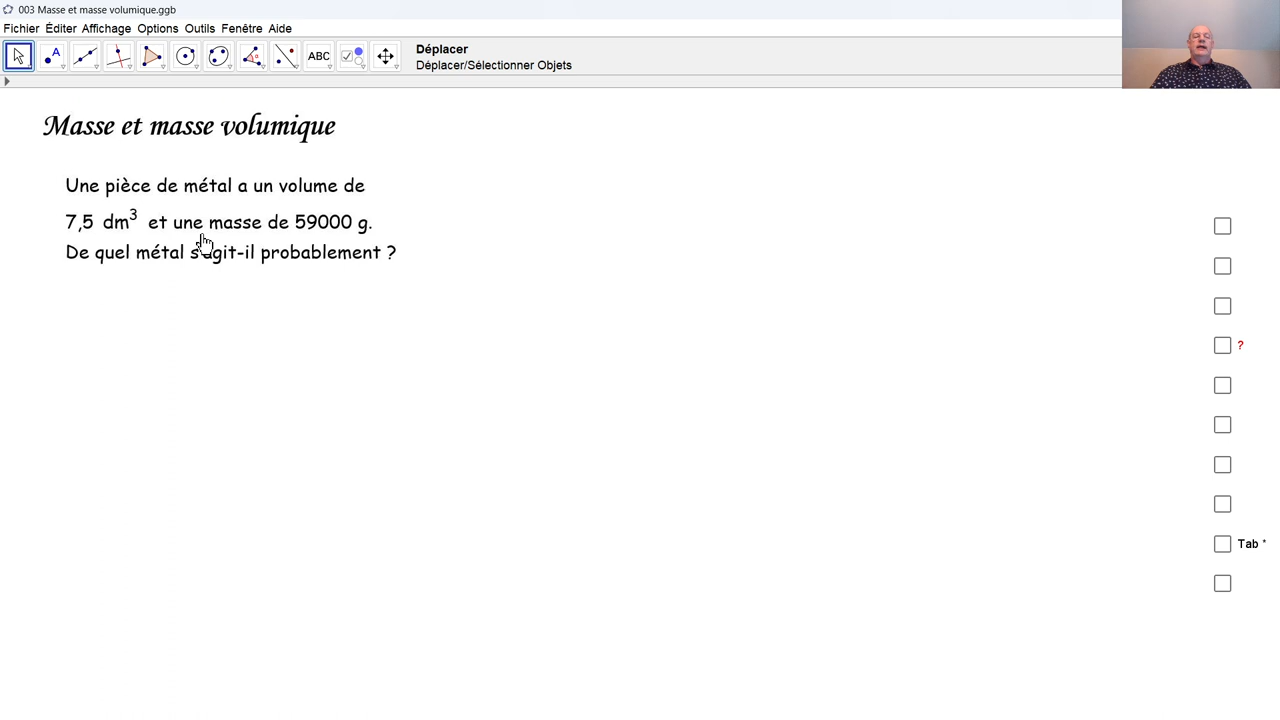 003 Masse et masse volumique.ggb
Fichier Éditer Affichage Options Outils Fenêtre Aide
A
ABC
Déplacer
Déplacer/Sélectionner Objets
Masse et masse volumique
Une pièce de métal a un volume de
7,5 dm³ et une masse de 59000 g.
De quel métal s'agit-il probablement ?
?
Tab *